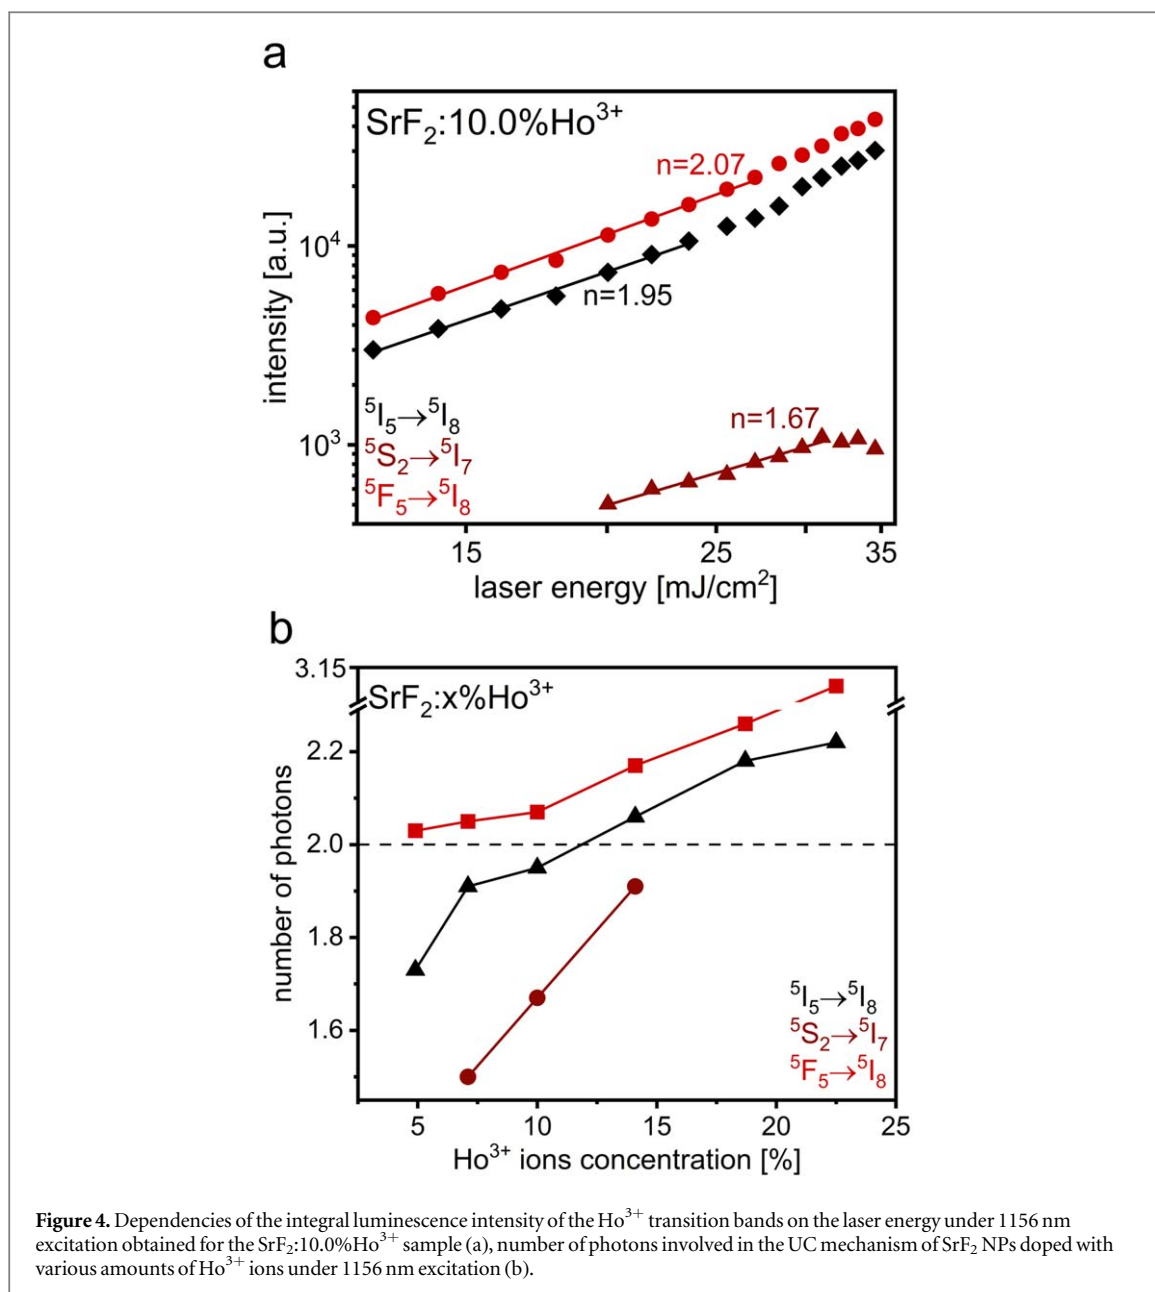 a
SrF₂:10.0%Ho³⁺
n=2.07
n=1.95
n=1.67
⁵I₅→⁵I₈
⁵S₂→⁵I₇
⁵F₅→⁵I₈
10⁴
10³
intensity [a.u.]
15 25 35
laser energy [mJ/cm²]
b
SrF₂:x%Ho³⁺
3.15
2.2
2.0
1.8
1.6
number of photons
⁵I₅→⁵I₈
⁵S₂→⁵I₇
⁵F₅→⁵I₈
5 10 15 20 25
Ho³⁺ ions concentration [%]
Figure 4. Dependencies of the integral luminescence intensity of the Ho³⁺ transition bands on the laser energy under 1156 nm
excitation obtained for the SrF₂:10.0%Ho³⁺ sample (a), number of photons involved in the UC mechanism of SrF₂ NPs doped with
various amounts of Ho³⁺ ions under 1156 nm excitation (b).